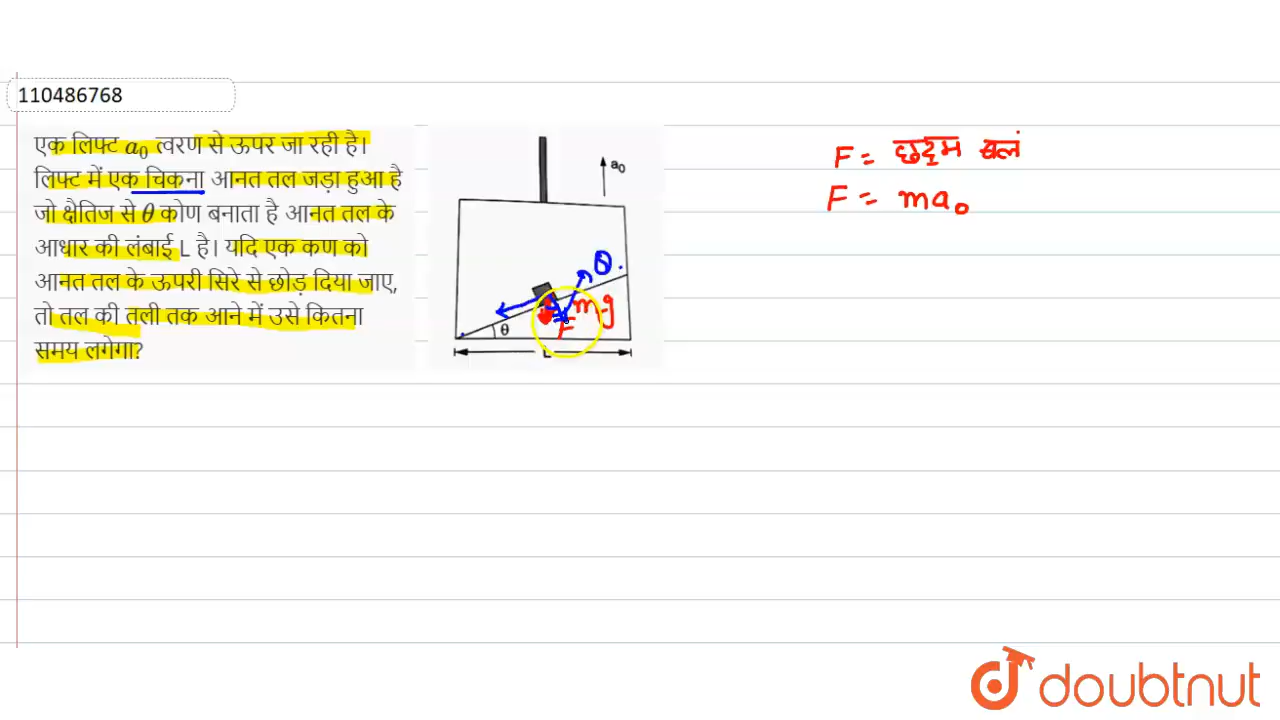 110486768
एक लिफ्ट a₀ त्वरण से ऊपर जा रही है।
लिफ्ट में एक चिकना आनत तल जड़ा हुआ है
जो क्षैतिज से θ कोण बनाता है आनत तल के
आधार की लंबाई L है। यदि एक कण को
आनत तल के ऊपरी सिरे से छोड़ दिया जाए,
तो तल की तली तक आने में उसे कितना
समय लगेगा?
a₀
θ.
mg
F
θ
L
F = छद्म बल
F = ma₀
doubtnut